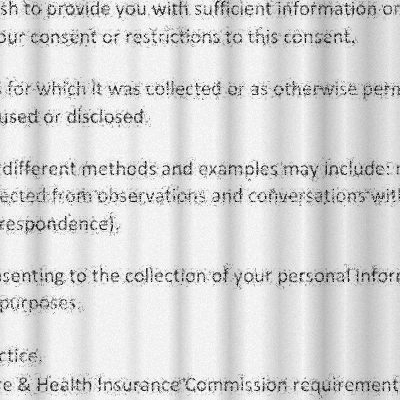 sh to provide you with sufficient information on
our consent or restrictions to this consent.
for which it was collected or as otherwise perm
used or disclosed.
different methods and examples may include:
ected from observations and conversations with
respondence).
senting to the collection of your personal infor
purposes.
ctice.
re & Health Insurance Commission requirement